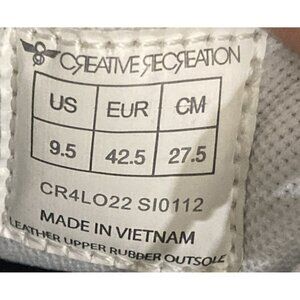 CREATIVE RECREATION
US EUR CM
9.5 42.5 27.5
CR4LO22 SI0112
MADE IN VIETNAM
LEATHER UPPER RUBBER OUTSOLE